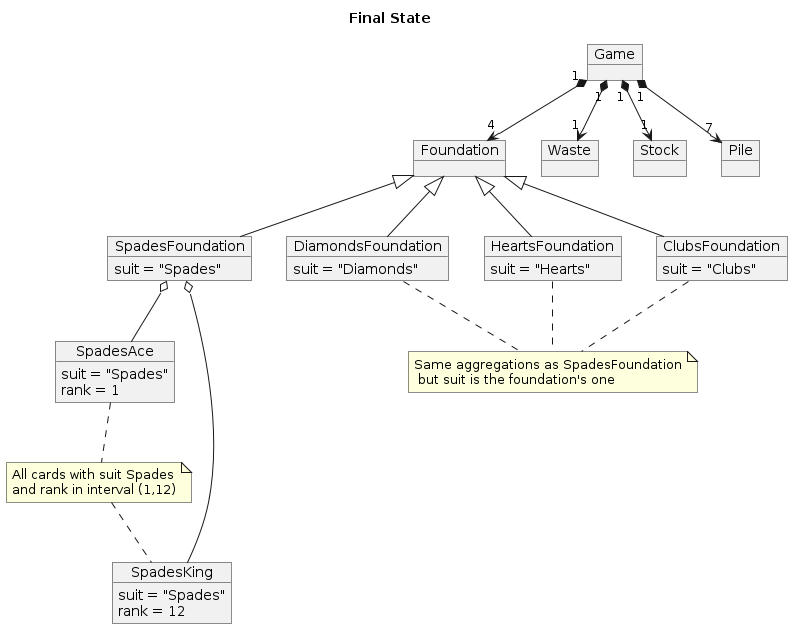 Final State
Game
1
1
1
1
4
1
1
7
Foundation
Waste
Stock
Pile
SpadesFoundation
suit = "Spades"
DiamondsFoundation
suit = "Diamonds"
HeartsFoundation
suit = "Hearts"
ClubsFoundation
suit = "Clubs"
SpadesAce
suit = "Spades"
rank = 1
Same aggregations as SpadesFoundation
but suit is the foundation's one
All cards with suit Spades
and rank in interval (1,12)
SpadesKing
suit = "Spades"
rank = 12